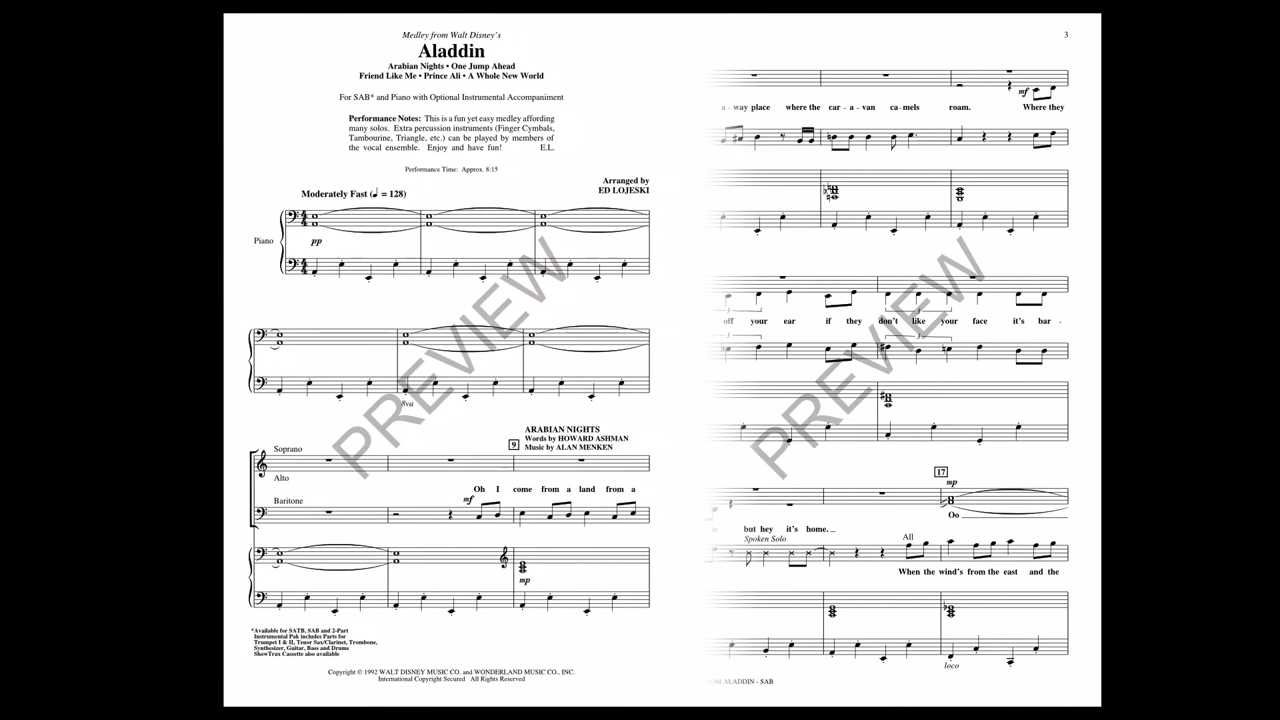 Medley from Walt Disney's
Aladdin
Arabian Nights • One Jump Ahead
Friend Like Me • Prince Ali • A Whole New World
For SAB* and Piano with Optional Instrumental Accompaniment
Performance Notes: This is a fun yet easy medley affording
many solos. Extra percussion instruments (Finger Cymbals,
Tambourine, Triangle, etc.) can be played by members of
the vocal ensemble. Enjoy and have fun! E.L.
Performance Time: Approx. 8:15
Arranged by
ED LOJESKI
Moderately Fast (♩ = 128)
Piano
pp
8va
ARABIAN NIGHTS
Words by HOWARD ASHMAN
Music by ALAN MENKEN
9
Soprano
Alto
Oh I come from a land from a
Baritone
mf
mp
*Available for SATB, SAB and 2-Part
Instrumental Pak includes Parts for
Trumpet I & II, Tenor Sax/Clarinet, Trombone,
Synthesizer, Guitar, Bass and Drums
ShowTrax Cassette also available
Copyright © 1992 WALT DISNEY MUSIC CO. and WONDERLAND MUSIC CO., INC.
International Copyright Secured All Rights Reserved
PREVIEW
3
mf
a - way place where the car - a - van ca - mels roam. Where they
off your ear if they don't like your face it's bar -
3 3
3 3
17
mp
Oo
but hey it's home.
Spoken Solo
All
When the wind's from the east and the
loco
ALADDIN - SAB
PREVIEW